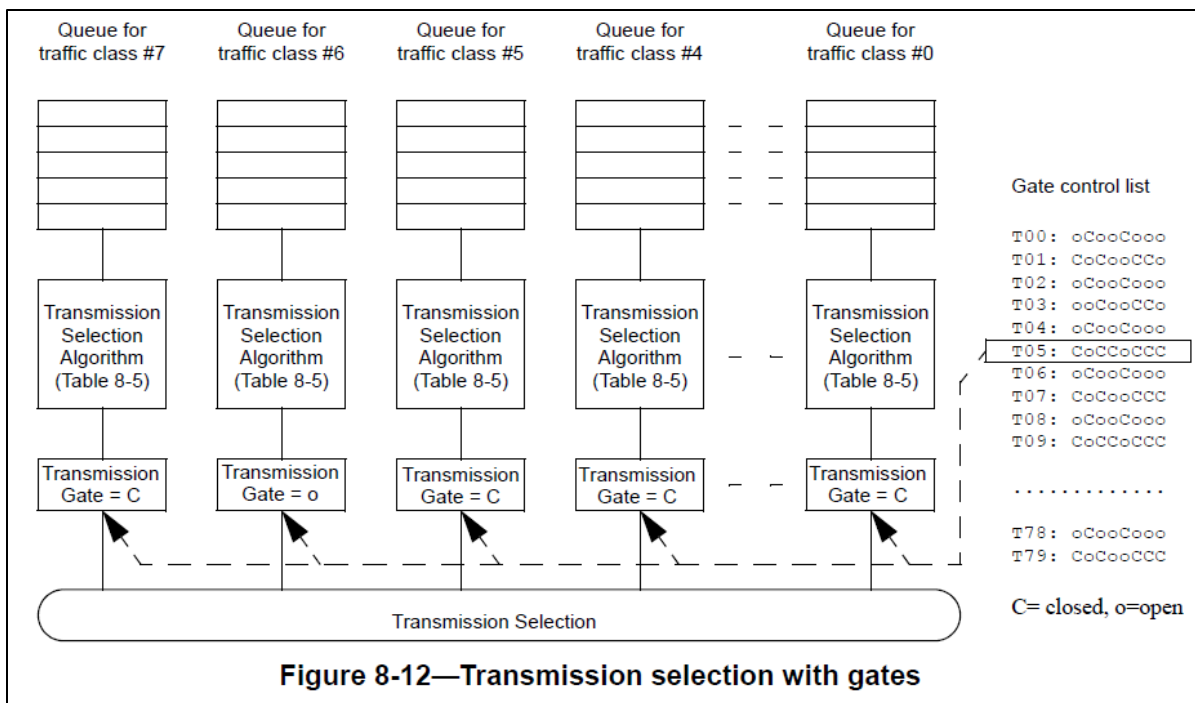 Queue for traffic class #7
Queue for traffic class #6
Queue for traffic class #5
Queue for traffic class #4
Queue for traffic class #0
Transmission
Selection
Algorithm
(Table 8-5)
Transmission
Selection
Algorithm
(Table 8-5)
Transmission
Selection
Algorithm
(Table 8-5)
Transmission
Selection
Algorithm
(Table 8-5)
Transmission
Selection
Algorithm
(Table 8-5)
Transmission
Gate = C
Transmission
Gate = o
Transmission
Gate = C
Transmission
Gate = C
Transmission
Gate = C
Transmission Selection
Gate control list
T00: oCooCooo
T01: CoCooCCo
T02: oCooCooo
T03: ooCooCCo
T04: oCooCooo
T05: CoCCoCCC
T06: oCooCooo
T07: CoCooCCC
T08: oCooCooo
T09: CoCCoCCC
.............
T78: oCooCooo
T79: CoCooCCC
C= closed, o=open
Figure 8-12—Transmission selection with gates